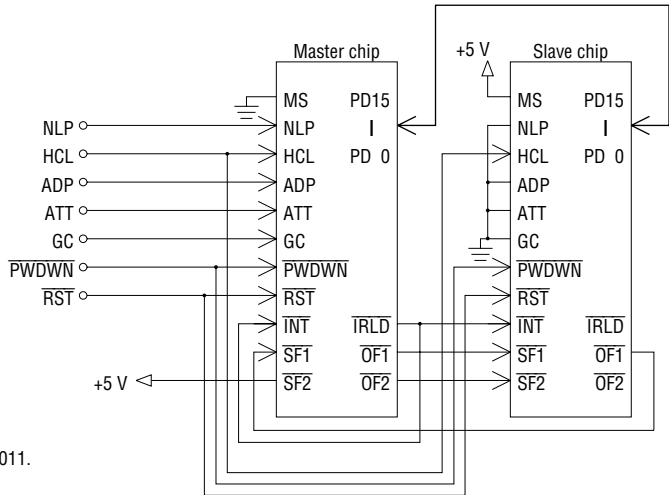 Master chip
+5 V
Slave chip
MS
PD15
MS
PD15
NLP
NLP
I
NLP
I
HCL
HCL
PD 0
HCL
PD 0
ADP
ADP
ADP
ATT
ATT
ATT
GC
GC
GC
PWDWN
PWDWN
PWDWN
RST
RST
RST
INT
IRLD
INT
IRLD
SF1
OF1
SF1
OF1
+5 V
SF2
OF2
SF2
OF2
011.